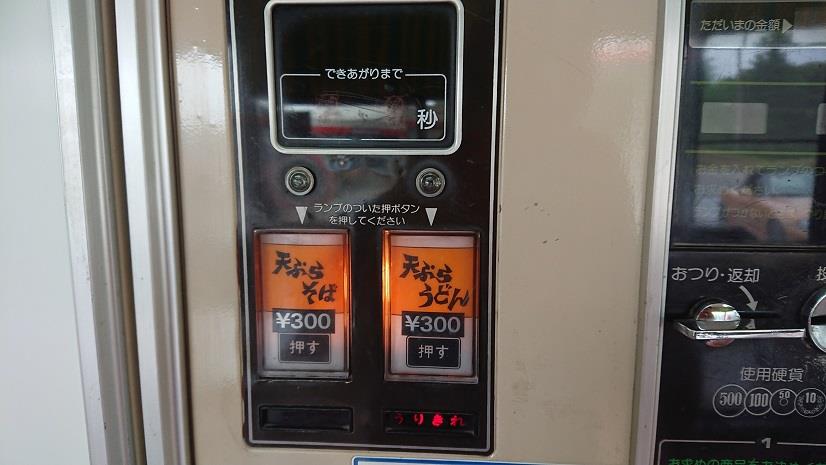 できあがりまで
秒
ランプのついた押ボタン
を押してください
天ぷら
そば
¥300
押す
天ぷら
うどん
¥300
押す
うりきれ
ただいまの金額
おつり・返却
使用硬貨
500 100 50 10
1